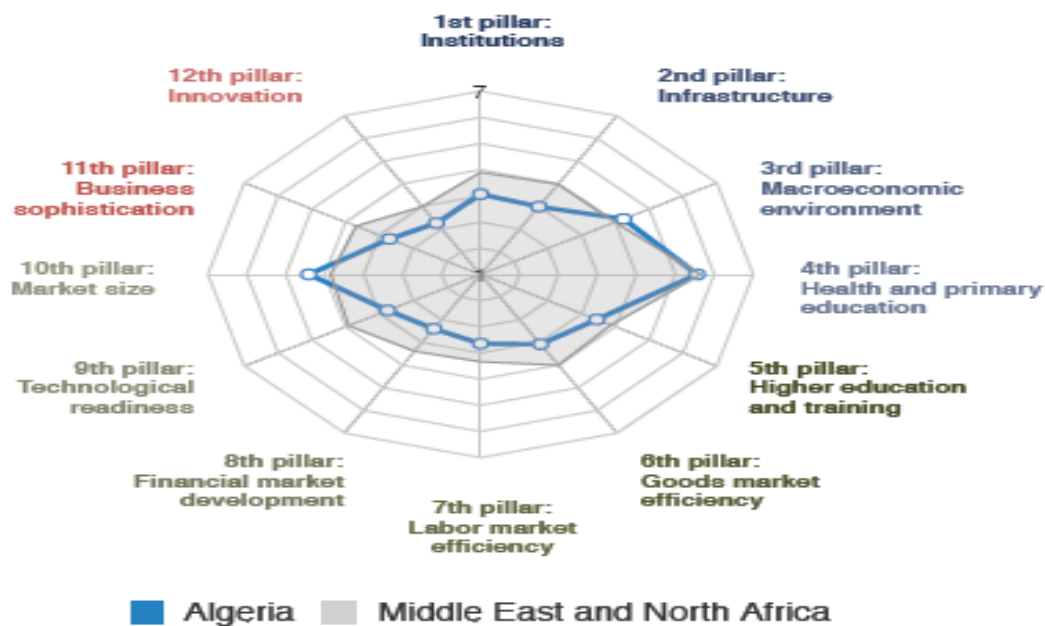 1st pillar:
Institutions
2nd pillar:
Infrastructure
3rd pillar:
Macroeconomic
environment
4th pillar:
Health and primary
education
5th pillar:
Higher education
and training
6th pillar:
Goods market
efficiency
7th pillar:
Labor market
efficiency
8th pillar:
Financial market
development
9th pillar:
Technological
readiness
10th pillar:
Market size
11th pillar:
Business
sophistication
12th pillar:
Innovation
7
1
Algeria
Middle East and North Africa